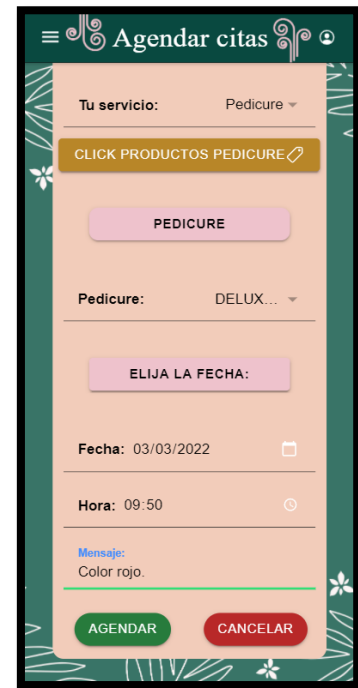 Agendar citas
Tu servicio: Pedicure
CLICK PRODUCTOS PEDICURE
PEDICURE
Pedicure: DELUX...
ELIJA LA FECHA:
Fecha: 03/03/2022
Hora: 09:50
Mensaje:
Color rojo.
AGENDAR CANCELAR